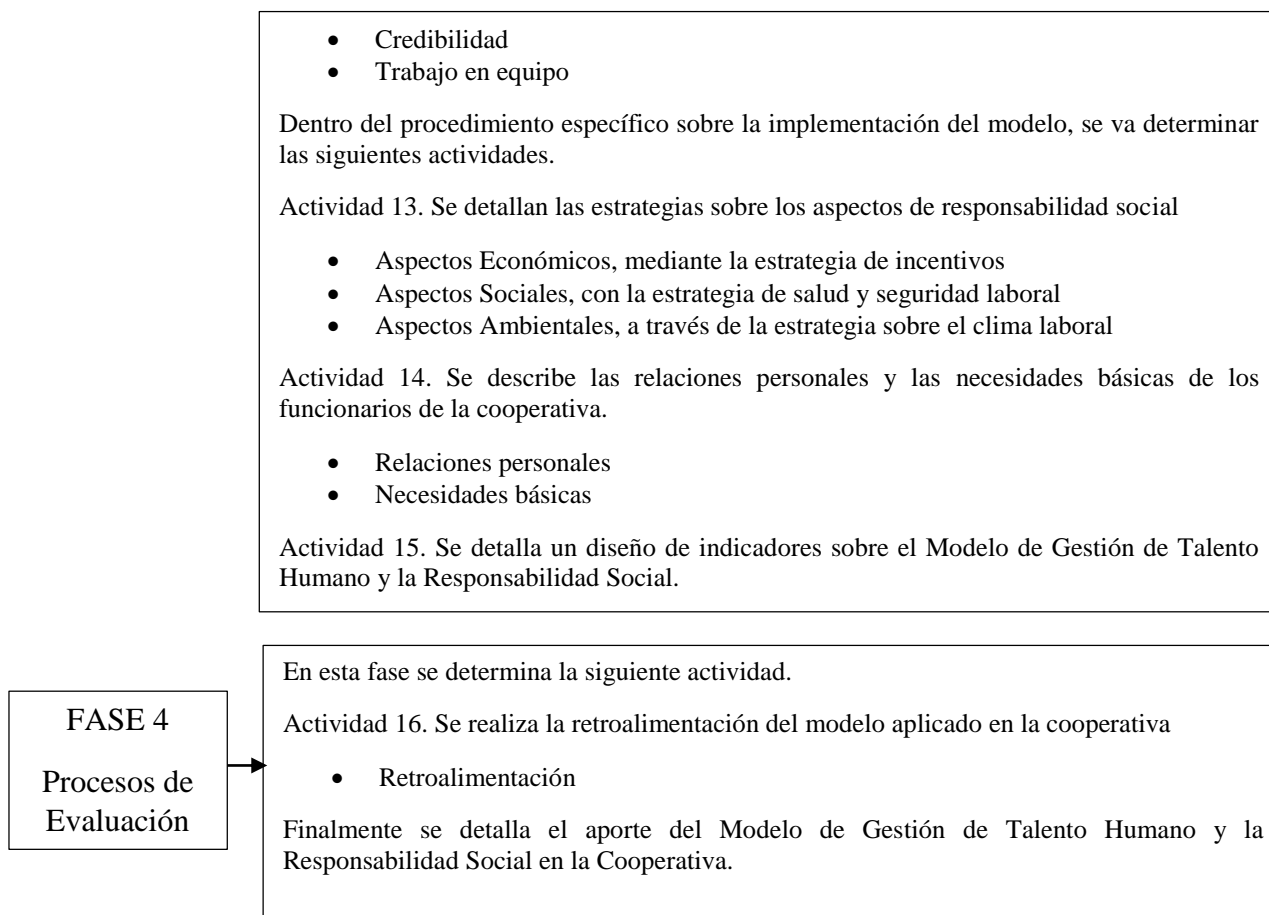 • Credibilidad
• Trabajo en equipo
Dentro del procedimiento específico sobre la implementación del modelo, se va determinar
las siguientes actividades.
Actividad 13. Se detallan las estrategias sobre los aspectos de responsabilidad social
• Aspectos Económicos, mediante la estrategia de incentivos
• Aspectos Sociales, con la estrategia de salud y seguridad laboral
• Aspectos Ambientales, a través de la estrategia sobre el clima laboral
Actividad 14. Se describe las relaciones personales y las necesidades básicas de los
funcionarios de la cooperativa.
• Relaciones personales
• Necesidades básicas
Actividad 15. Se detalla un diseño de indicadores sobre el Modelo de Gestión de Talento
Humano y la Responsabilidad Social.
FASE 4
Procesos de
Evaluación
En esta fase se determina la siguiente actividad.
Actividad 16. Se realiza la retroalimentación del modelo aplicado en la cooperativa
• Retroalimentación
Finalmente se detalla el aporte del Modelo de Gestión de Talento Humano y la
Responsabilidad Social en la Cooperativa.